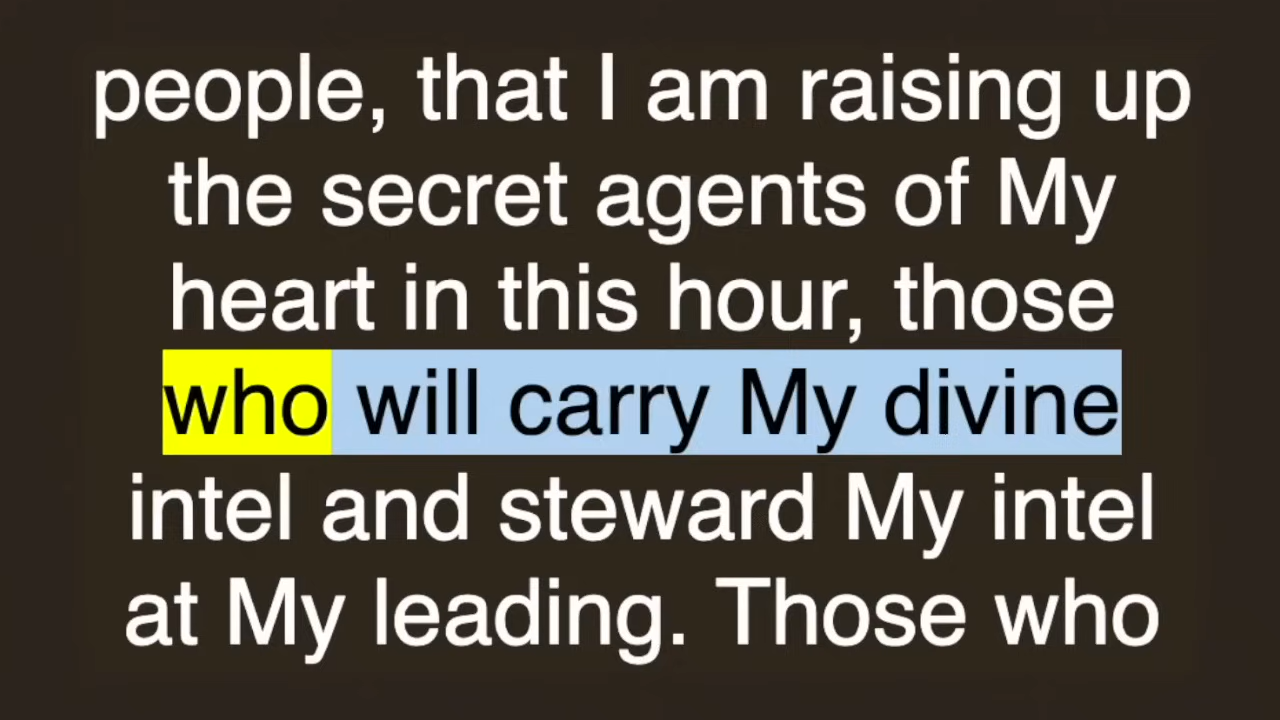 people, that I am raising up
the secret agents of My
heart in this hour, those
who will carry My divine
intel and steward My intel
at My leading. Those who